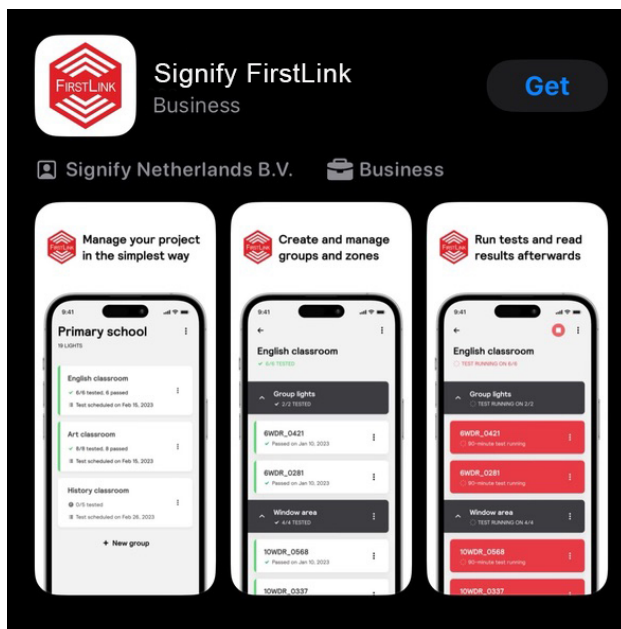 FIRSTLINK
Signify FirstLink
Business
Get
Signify Netherlands B.V.
Business
FIRSTLINK
Manage your project
in the simplest way
9:41
Primary school
19 LIGHTS
English classroom
6/6 tested, 6 passed
Test scheduled on Feb 15, 2023
Art classroom
8/8 tested, 8 passed
Test scheduled on Feb 15, 2023
History classroom
0/5 tested
Test scheduled on Feb 26, 2023
+ New group
FIRSTLINK
Create and manage
groups and zones
9:41
English classroom
6/6 TESTED
Group lights
2/2 TESTED
6WDR_0421
Passed on Jan 10, 2023
6WDR_0281
Passed on Jan 10, 2023
Window area
4/4 TESTED
10WDR_0568
Passed on Jan 10, 2023
10WDR_0337
FIRSTLINK
Run tests and read
results afterwards
9:41
English classroom
TEST RUNNING ON 6/6
Group lights
TEST RUNNING ON 2/2
6WDR_0421
90-minute test running
6WDR_0281
90-minute test running
Window area
TEST RUNNING ON 4/4
10WDR_0568
90-minute test running
10WDR_0337